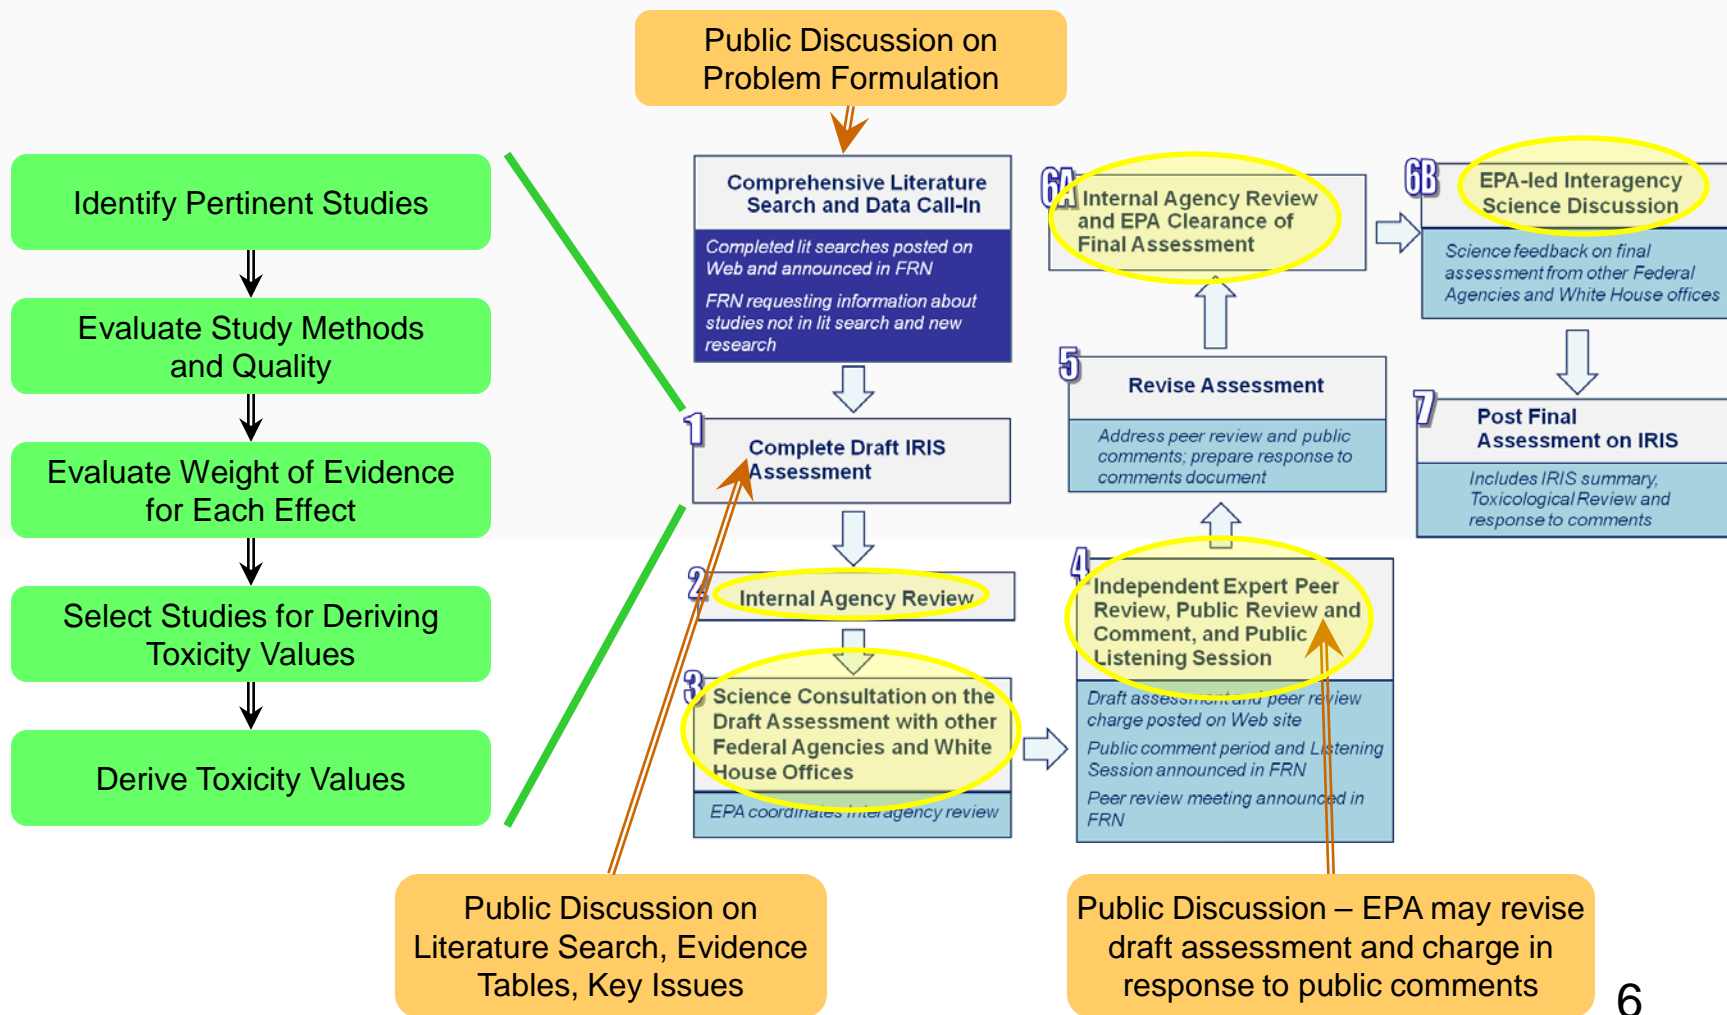 Public Discussion on
Problem Formulation
Identify Pertinent Studies
Evaluate Study Methods
and Quality
Evaluate Weight of Evidence
for Each Effect
Select Studies for Deriving
Toxicity Values
Derive Toxicity Values
Comprehensive Literature
Search and Data Call-In
Completed lit searches posted on
Web and announced in FRN
FRN requesting information about
studies not in lit search and new
research
1
Complete Draft IRIS
Assessment
2
Internal Agency Review
3
Science Consultation on the
Draft Assessment with other
Federal Agencies and White
House Offices
EPA coordinates interagency review
4
Independent Expert Peer
Review, Public Review and
Comment, and Public
Listening Session
Draft assessment and peer review
charge posted on Web site
Public comment period and Listening
Session announced in FRN
Peer review meeting announced in
FRN
5
Revise Assessment
Address peer review and public
comments; prepare response to
comments document
6A
Internal Agency Review
and EPA Clearance of
Final Assessment
6B
EPA-led Interagency
Science Discussion
Science feedback on final
assessment from other Federal
Agencies and White House offices
7
Post Final
Assessment on IRIS
Includes IRIS summary,
Toxicological Review and
response to comments
Public Discussion on
Literature Search, Evidence
Tables, Key Issues
Public Discussion – EPA may revise
draft assessment and charge in
response to public comments
6